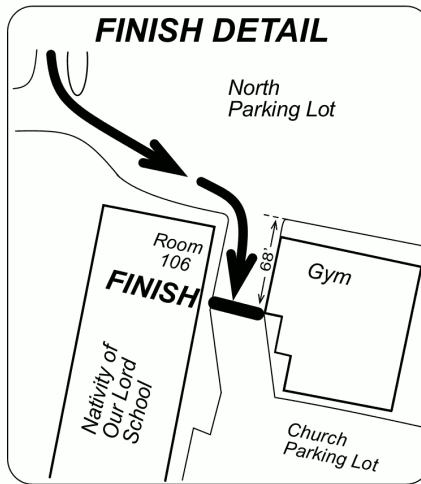 FINISH DETAIL
North
Parking Lot
Room
106
68'
Gym
FINISH
Nativity of
Our Lord
School
Church
Parking Lot